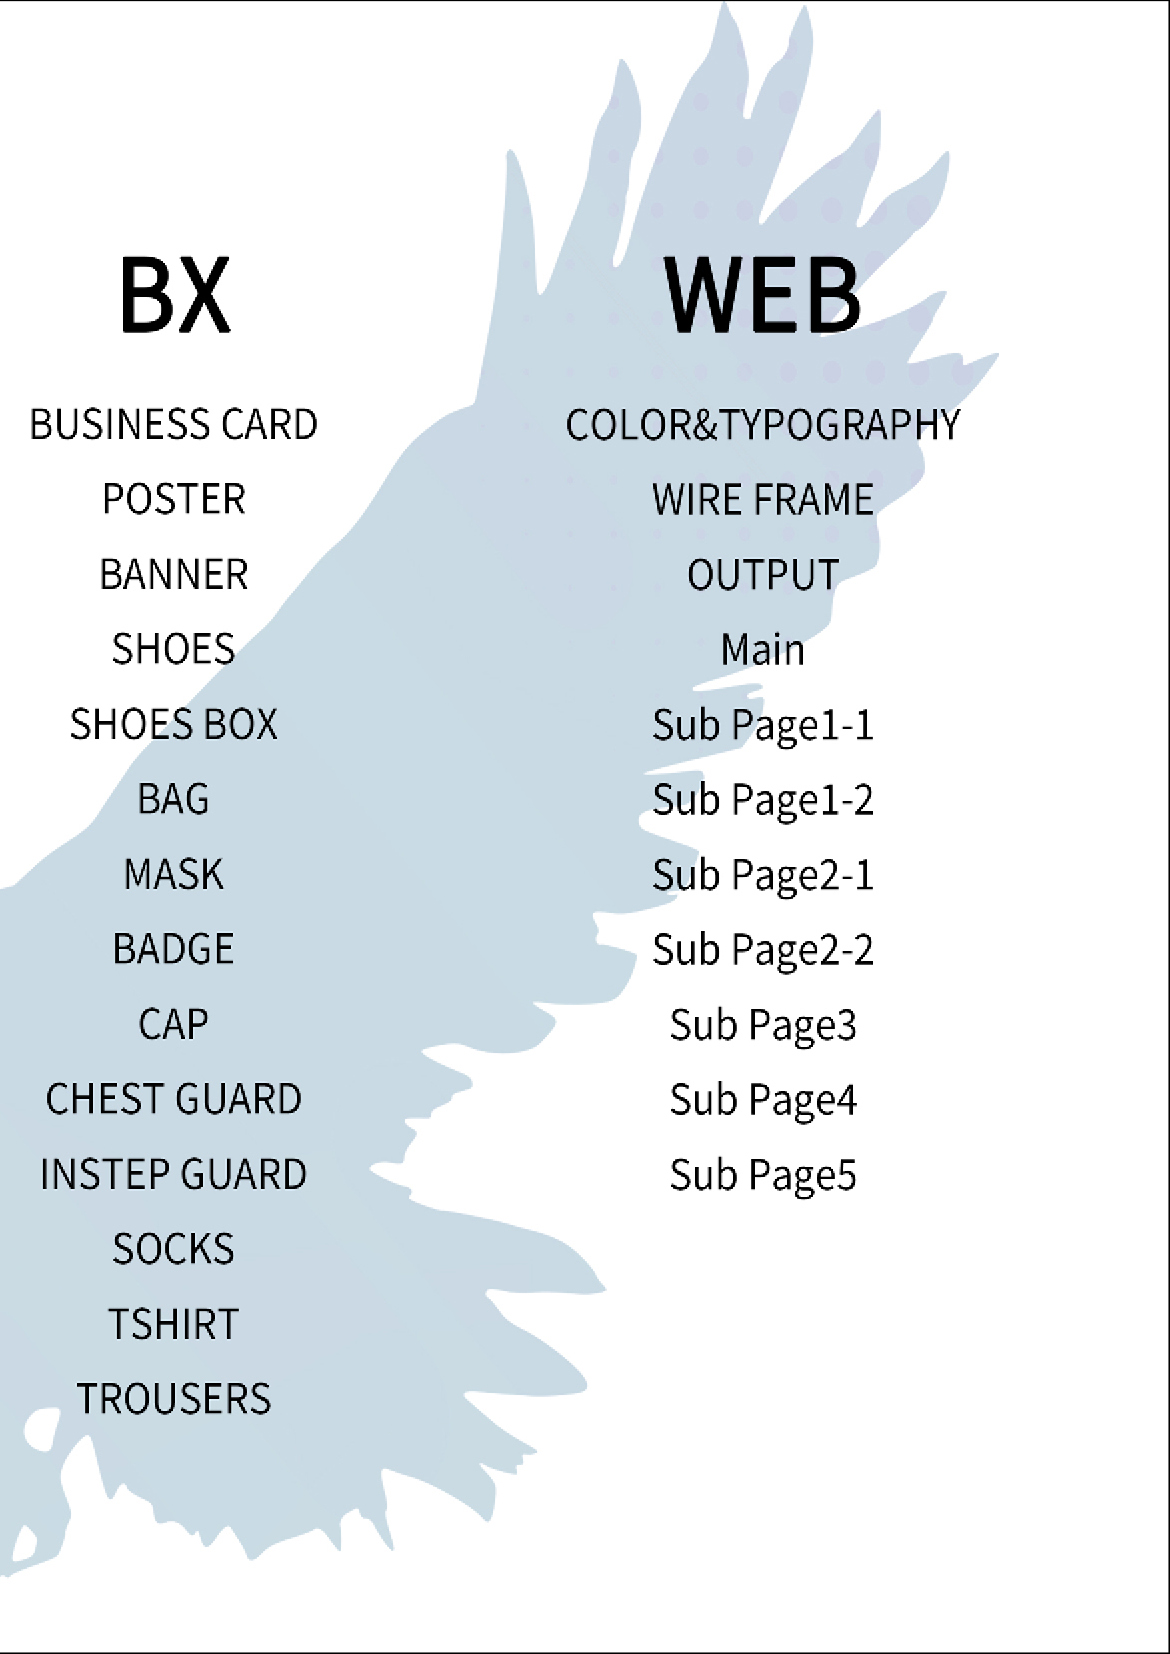 BX
BUSINESS CARD
POSTER
BANNER
SHOES
SHOES BOX
BAG
MASK
BADGE
CAP
CHEST GUARD
INSTEP GUARD
SOCKS
TSHIRT
TROUSERS
WEB
COLOR&TYPOGRAPHY
WIRE FRAME
OUTPUT
Main
Sub Page1-1
Sub Page1-2
Sub Page2-1
Sub Page2-2
Sub Page3
Sub Page4
Sub Page5